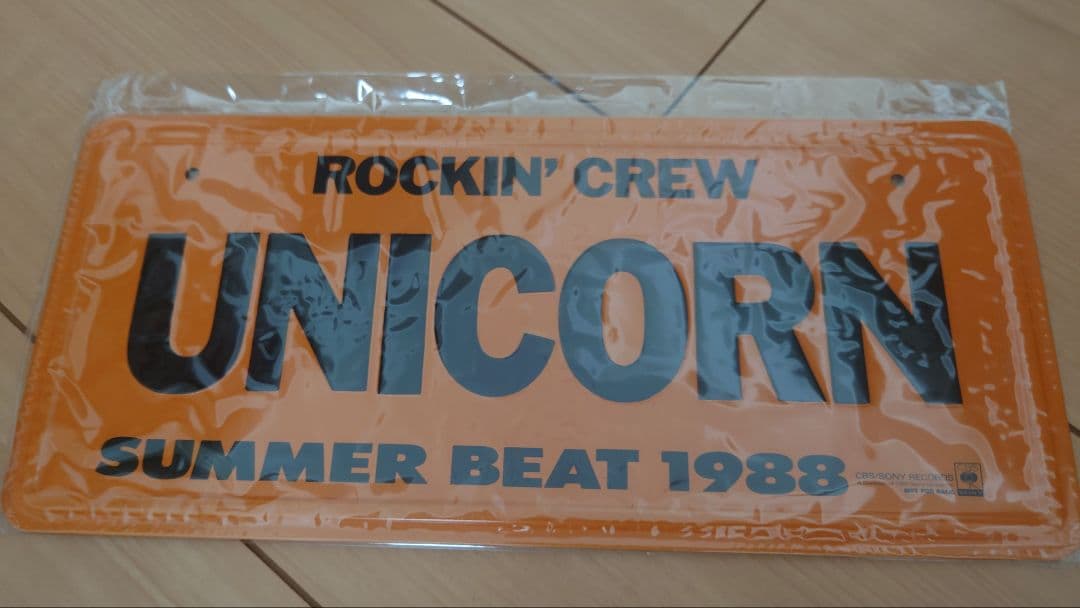 ROCKIN' CREW
UNICORN
SUMMER BEAT 1988
CBS/SONY RECORDS
NOT FOR SALE